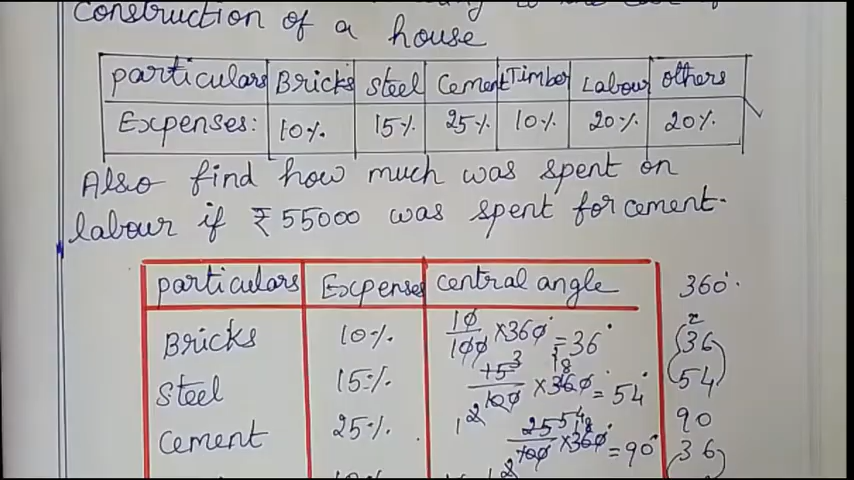 construction of a house
particulars Bricks Steel Cement Timber Labour others
Expenses: 10% 15% 25% 10% 20% 20%
Also find how much was spent on
labour if ₹55000 was spent for cement.
particulars Expenses central angle 360°.
Bricks 10% 10/100 × 360° = 36° 36
Steel 15% 15/100 × 360° = 54° 54
Cement 25% 25/100 × 360° = 90° 90
36